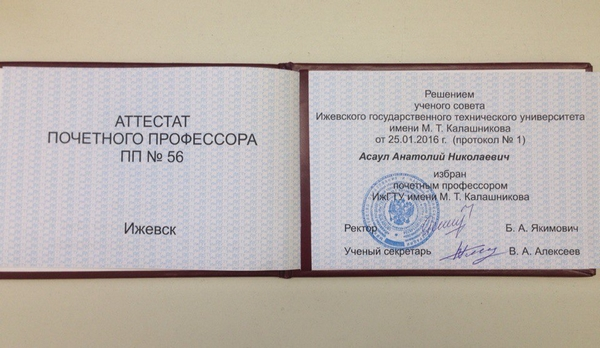 АТТЕСТАТ
ПОЧЕТНОГО ПРОФЕССОРА
ПП № 56
Ижевск
Решением
ученого совета
Ижевского государственного технического университета
имени М. Т. Калашникова
от 25.01.2016 г. (протокол № 1)
Асаул Анатолий Николаевич
избран
почетным профессором
ИжГТУ имени М. Т. Калашникова
Ректор Б. А. Якимович
Ученый секретарь В. А. Алексеев